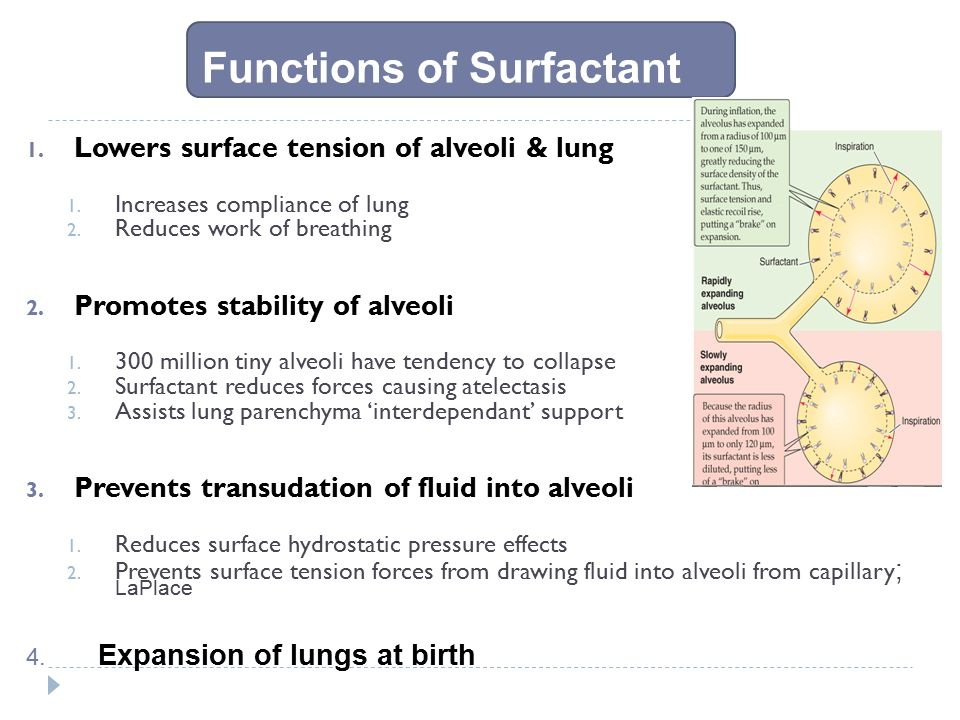 Functions of Surfactant
1. Lowers surface tension of alveoli & lung
1. Increases compliance of lung
2. Reduces work of breathing
2. Promotes stability of alveoli
1. 300 million tiny alveoli have tendency to collapse
2. Surfactant reduces forces causing atelectasis
3. Assists lung parenchyma ‘interdependant’ support
3. Prevents transudation of fluid into alveoli
1. Reduces surface hydrostatic pressure effects
2. Prevents surface tension forces from drawing fluid into alveoli from capillary;
LaPlace
4. Expansion of lungs at birth
During inflation, the
alveolus has expanded
from a radius of 100 µm
to one of 150 µm,
greatly reducing the
surface density of the
surfactant. Thus,
surface tension and
elastic recoil rise,
putting a "brake" on
expansion.
Inspiration
Surfactant
Rapidly
expanding
alveolus
Slowly
expanding
alveolus
Because the radius
of this alveolus has
expanded from 100
µm to only 120 µm,
its surfactant is less
diluted, putting less
of a "brake" on
Inspiration